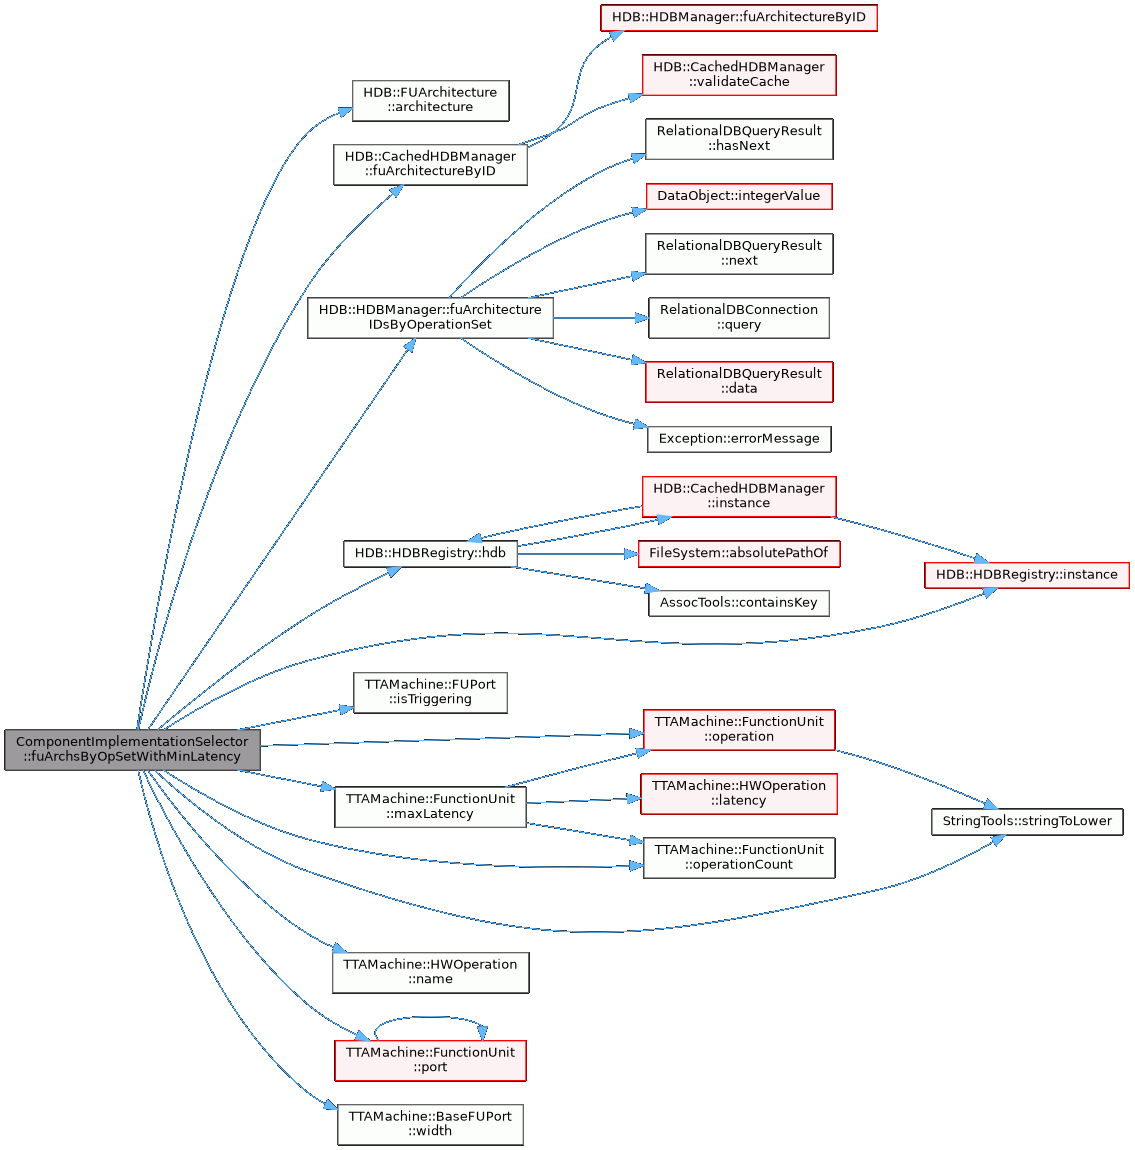 HDB::HDBManager::fuArchitectureByID
HDB::CachedHDBManager
::validateCache
HDB::FUArchitecture
::architecture
RelationalDBQueryResult
::hasNext
HDB::CachedHDBManager
::fuArchitectureByID
DataObject::integerValue
RelationalDBQueryResult
::next
HDB::HDBManager::fuArchitecture
IDsByOperationSet
RelationalDBConnection
::query
RelationalDBQueryResult
::data
Exception::errorMessage
HDB::CachedHDBManager
::instance
HDB::HDBRegistry::hdb
FileSystem::absolutePathOf
HDB::HDBRegistry::instance
AssocTools::containsKey
TTAMachine::FUPort
::isTriggering
TTAMachine::FunctionUnit
::operation
ComponentImplementationSelector
::fuArchsByOpSetWithMinLatency
TTAMachine::HWOperation
::latency
TTAMachine::FunctionUnit
::maxLatency
StringTools::stringToLower
TTAMachine::FunctionUnit
::operationCount
TTAMachine::HWOperation
::name
TTAMachine::FunctionUnit
::port
TTAMachine::BaseFUPort
::width